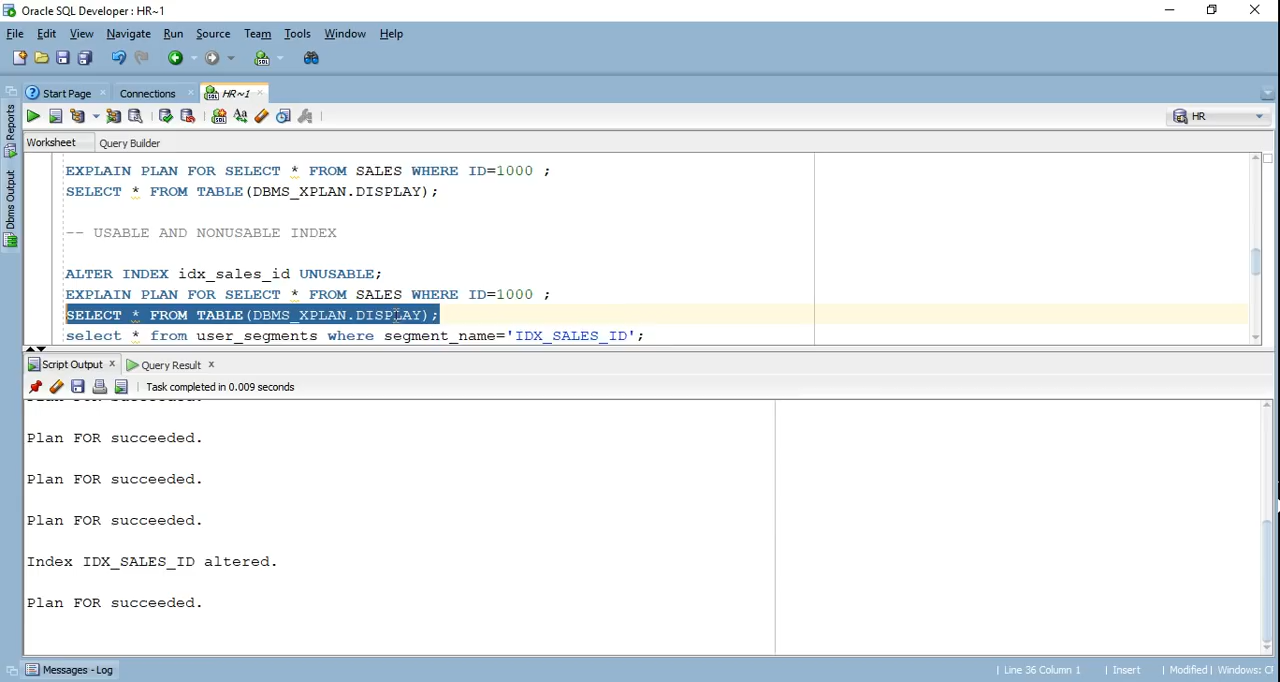 Oracle SQL Developer : HR~1
File Edit View Navigate Run Source Team Tools Window Help
Start Page Connections HR~1
HR
Worksheet Query Builder
Reports
Dbms Output
EXPLAIN PLAN FOR SELECT * FROM SALES WHERE ID=1000 ;
SELECT * FROM TABLE(DBMS_XPLAN.DISPLAY);
-- USABLE AND NONUSABLE INDEX
ALTER INDEX idx_sales_id UNUSABLE;
EXPLAIN PLAN FOR SELECT * FROM SALES WHERE ID=1000 ;
SELECT * FROM TABLE(DBMS_XPLAN.DISPLAY);
select * from user_segments where segment_name='IDX_SALES_ID';
Script Output Query Result
Task completed in 0.009 seconds
Plan FOR succeeded.
Plan FOR succeeded.
Plan FOR succeeded.
Plan FOR succeeded.
Index IDX_SALES_ID altered.
Plan FOR succeeded.
Messages - Log
Line 36 Column 1 | Insert | Modified | Windows: CF